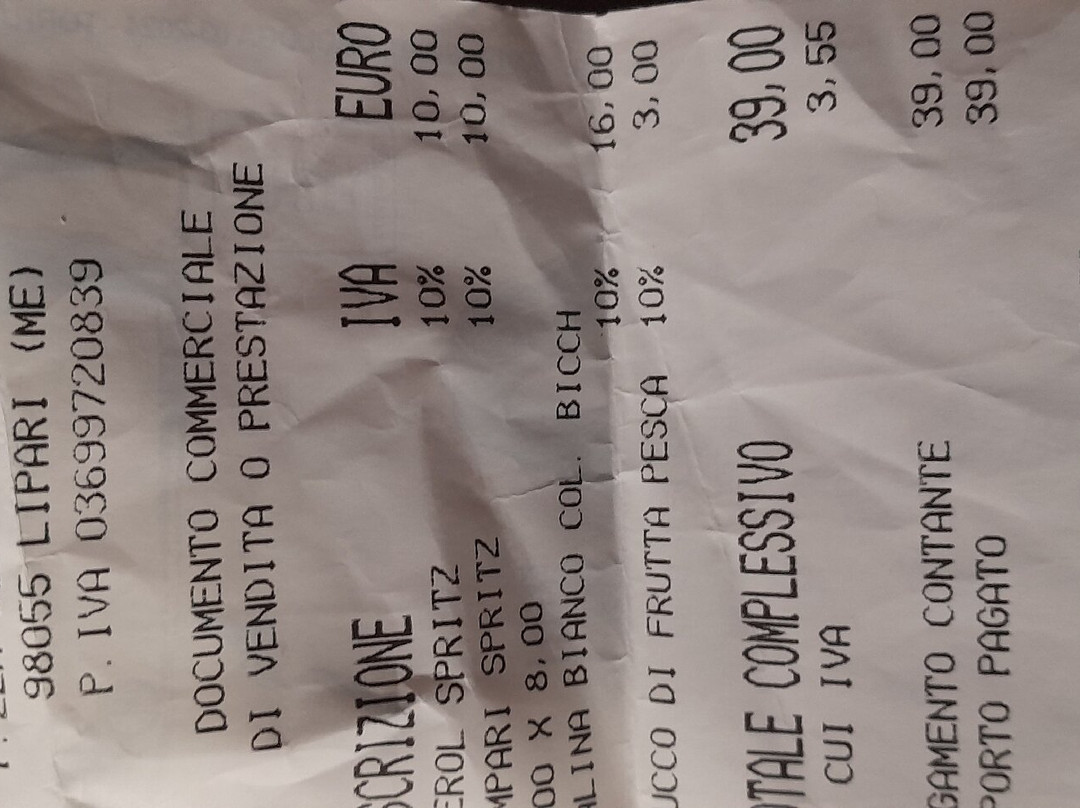 98055 LIPARI (ME)
P. IVA 03699720839
DOCUMENTO COMMERCIALE
DI VENDITA O PRESTAZIONE
SCRIZIONE IVA EURO
EROL SPRITZ 10% 10,00
MPARI SPRITZ 10% 10,00
00 X 8,00
ALINA BIANCO COL. BICCH
10% 16,00
UCCO DI FRUTTA PESCA 10% 3,00
OTALE COMPLESSIVO 39,00
CUI IVA 3,55
GAMENTO CONTANTE 39,00
PORTO PAGATO 39,00